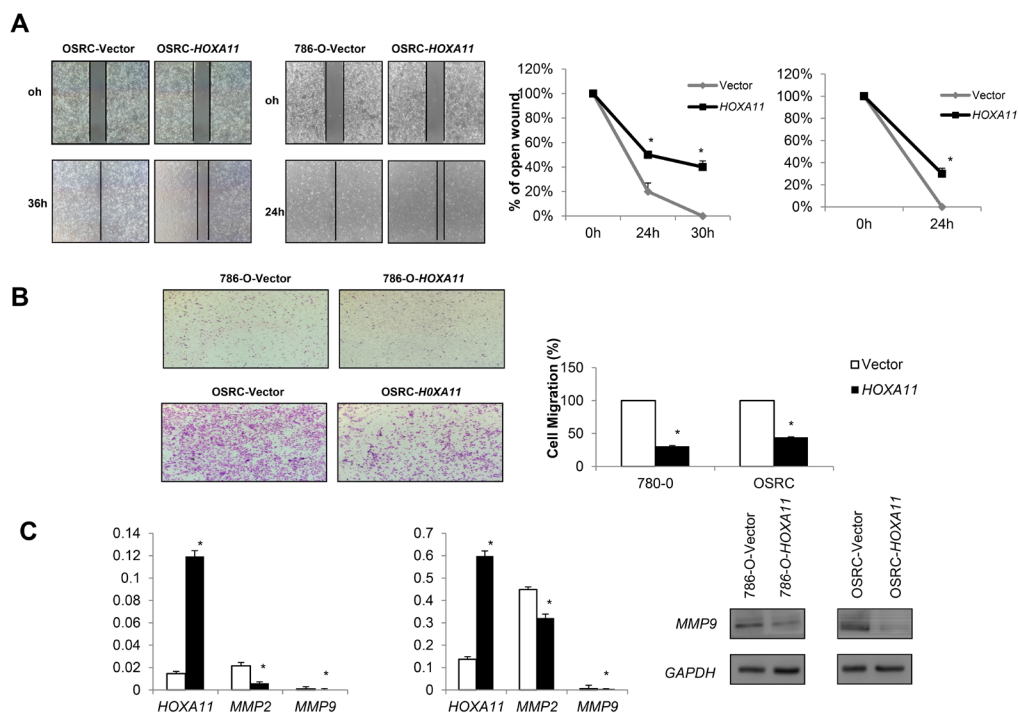 A
OSRC-Vector OSRC-HOXA11
786-O-Vector OSRC-HOXA11
oh
oh
36h
24h
% of open wound
120%
100%
80%
60%
40%
20%
0%
0h 24h 30h
Vector
HOXA11
*
*
120%
100%
80%
60%
40%
20%
0%
0h 24h
Vector
HOXA11
*
B
786-O-Vector 786-O-HOXA11
OSRC-Vector OSRC-H0XA11
Cell Migration (%)
150
100
50
0
780-0 OSRC
*
*
Vector
HOXA11
C
0.14
0.12
0.1
0.08
0.06
0.04
0.02
0
HOXA11 MMP2 MMP9
*
*
*
0.7
0.6
0.5
0.4
0.3
0.2
0.1
0
HOXA11 MMP2 MMP9
*
*
*
786-O-Vector
786-O-HOXA11
OSRC-Vector
OSRC-HOXA11
MMP9
GAPDH